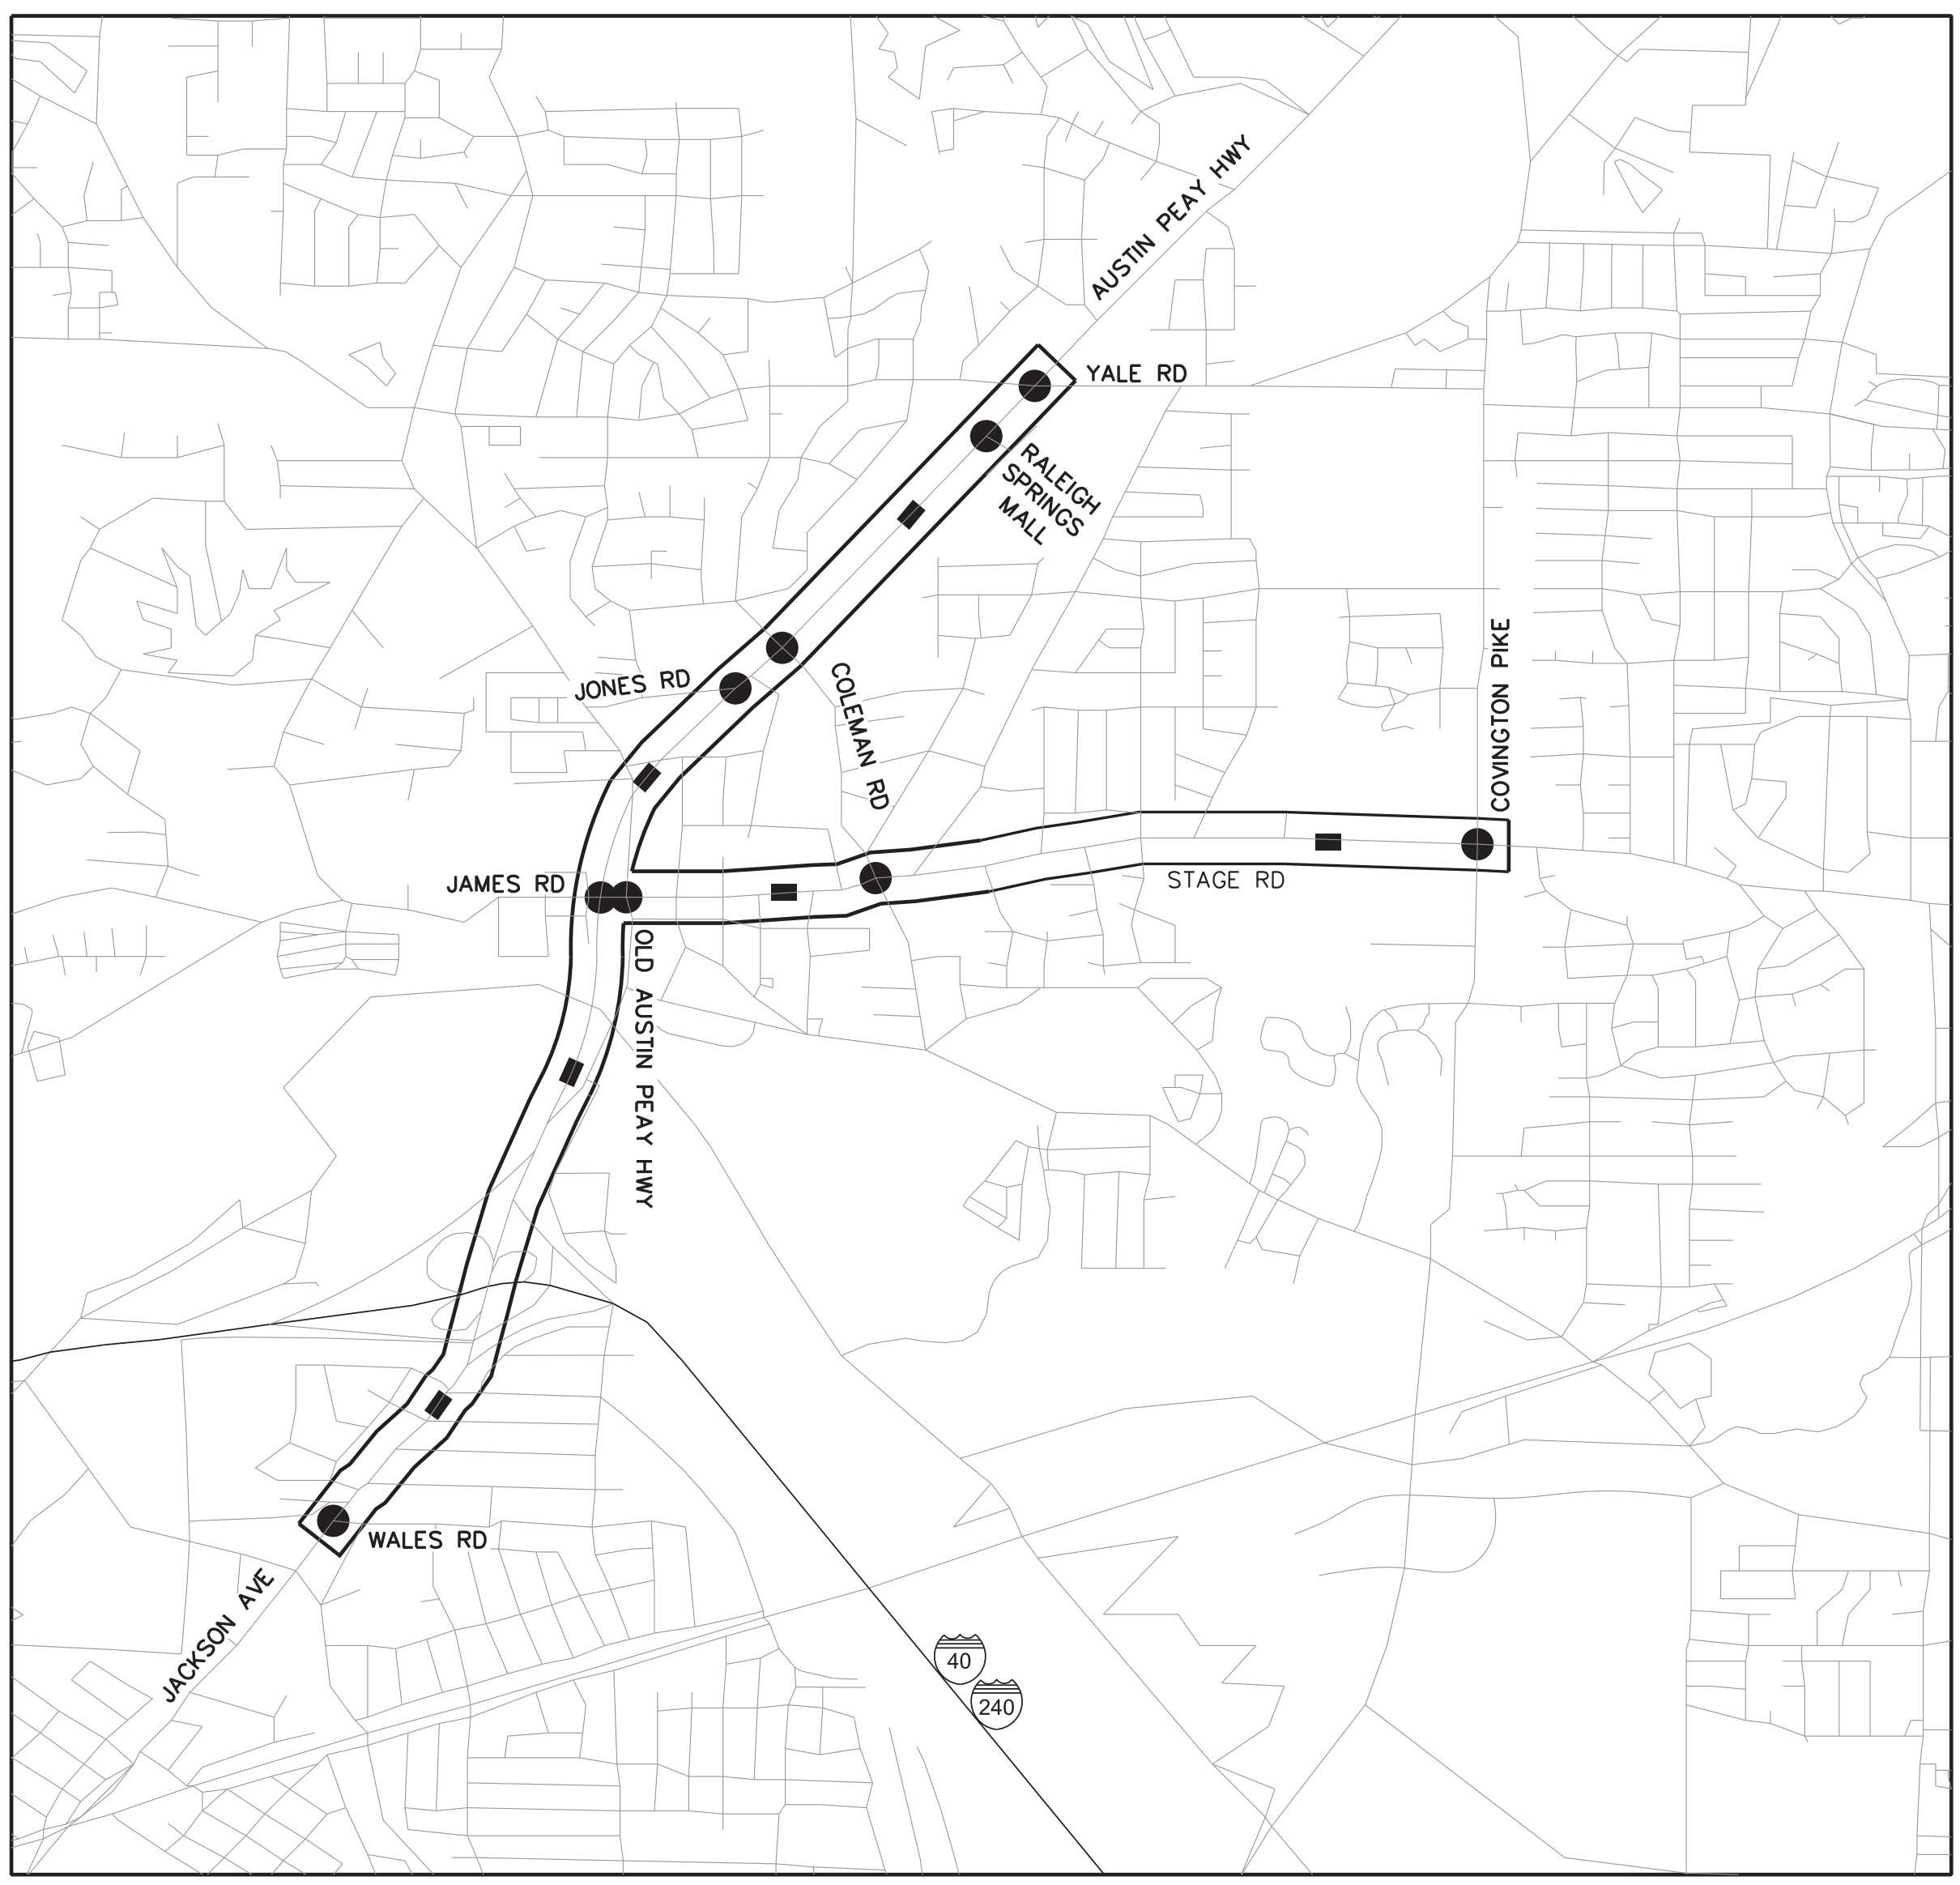 AUSTIN PEAY HWY
YALE RD
RALEIGH
SPRINGS
MALL
JONES RD
COLEMAN RD
COVINGTON PIKE
JAMES RD
STAGE RD
OLD AUSTIN PEAY HWY
WALES RD
JACKSON AVE
40
240